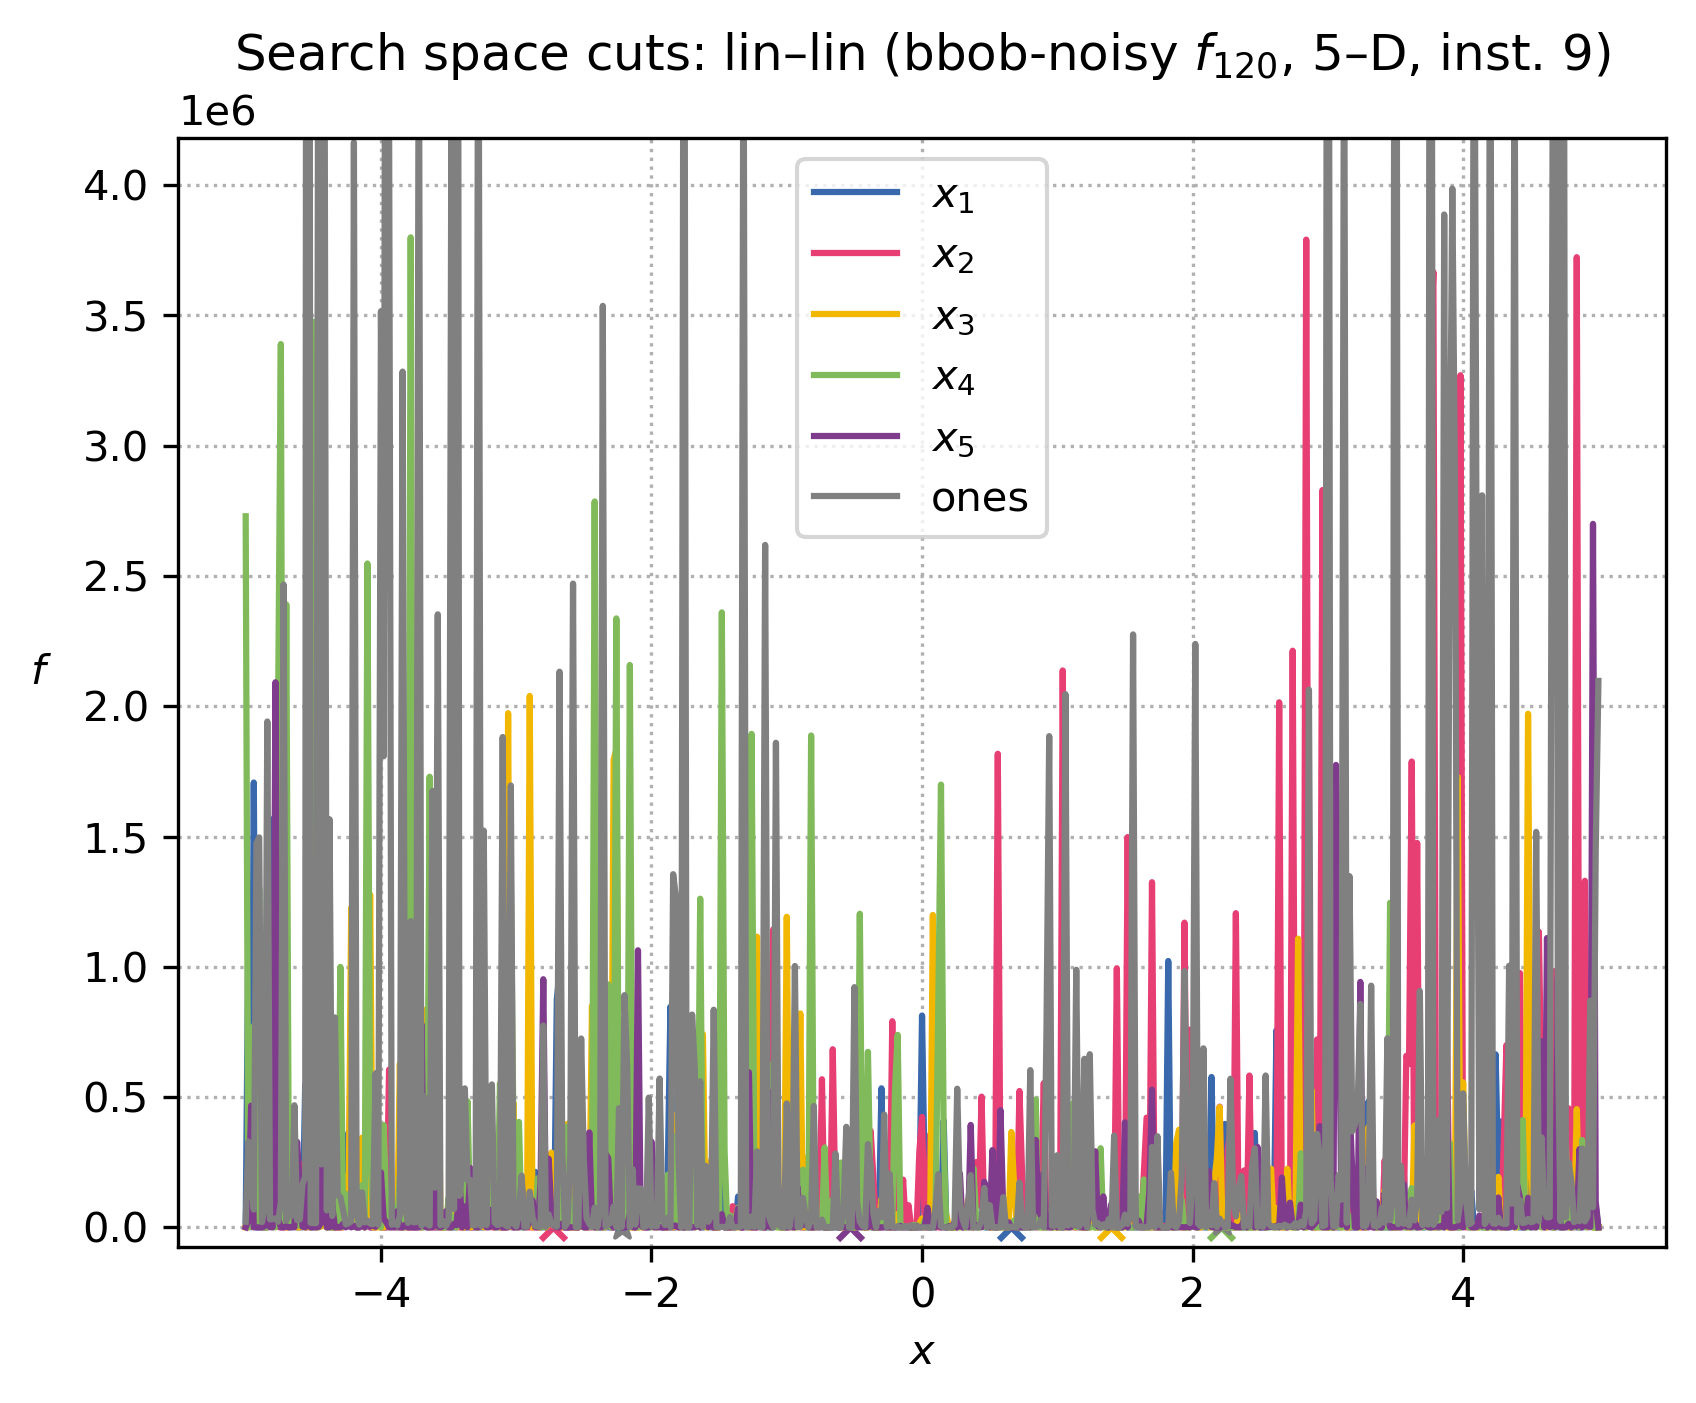 Search space cuts: lin–lin (bbob-noisy f₁₂₀, 5–D, inst. 9)
1e6
4.0
3.5
3.0
2.5
2.0
1.5
1.0
0.5
0.0
f
x₁
x₂
x₃
x₄
x₅
ones
−4 −2 0 2 4
x